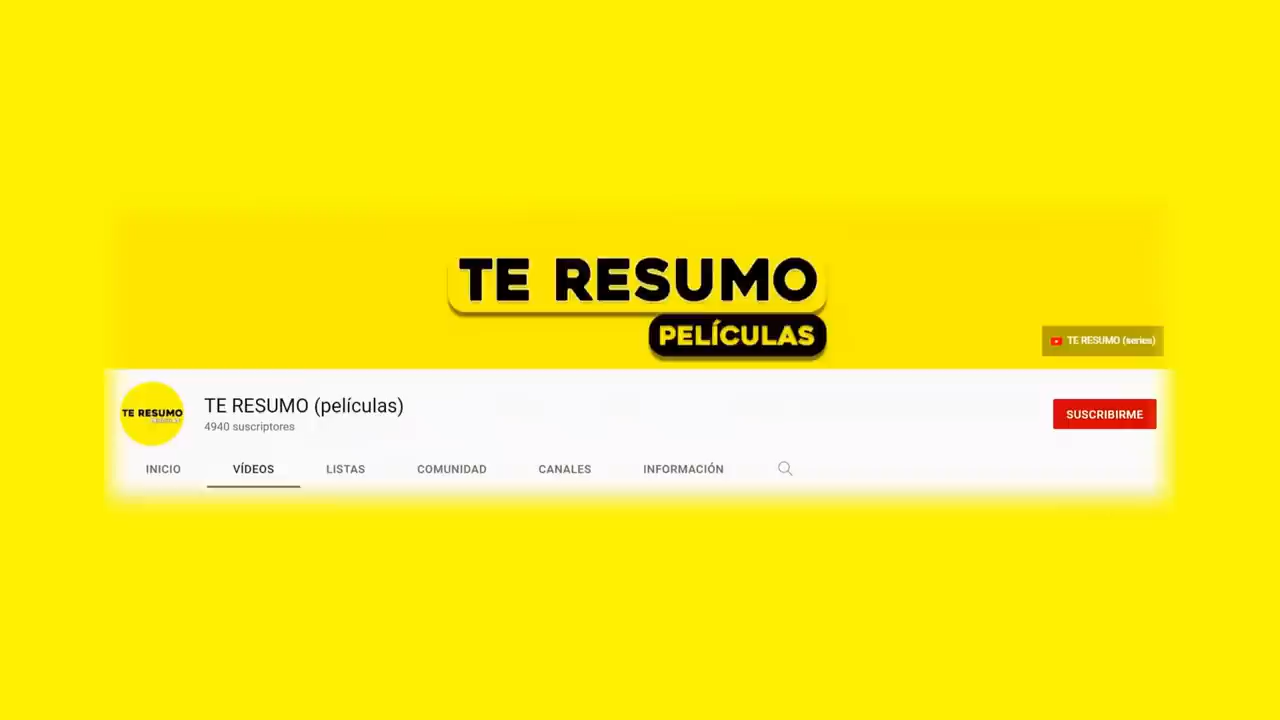 TE RESUMO
PELÍCULAS
TE RESUMO (series)
TE RESUMO
TE RESUMO (películas)
4940 suscriptores
SUSCRIBIRME
INICIO VÍDEOS LISTAS COMUNIDAD CANALES INFORMACIÓN